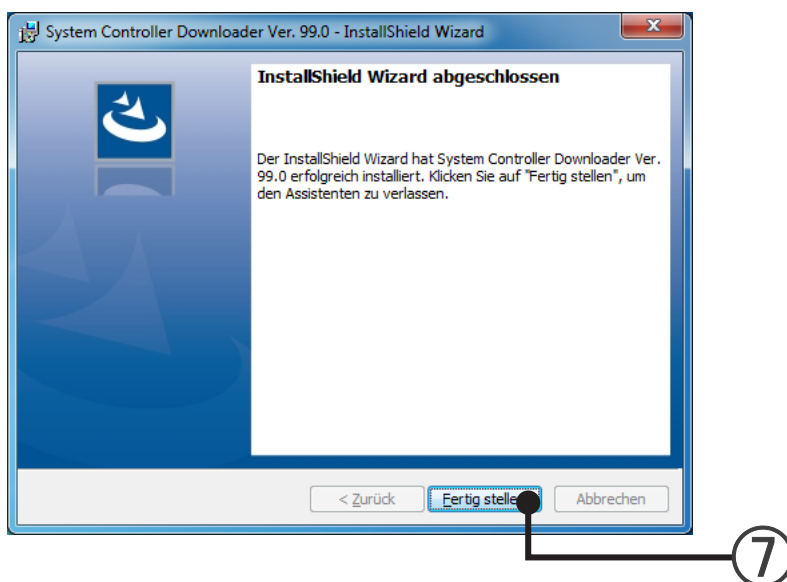 System Controller Downloader Ver. 99.0 - InstallShield Wizard
InstallShield Wizard abgeschlossen
Der InstallShield Wizard hat System Controller Downloader Ver.
99.0 erfolgreich installiert. Klicken Sie auf "Fertig stellen", um
den Assistenten zu verlassen.
< Zurück Fertig stellen Abbrechen
7